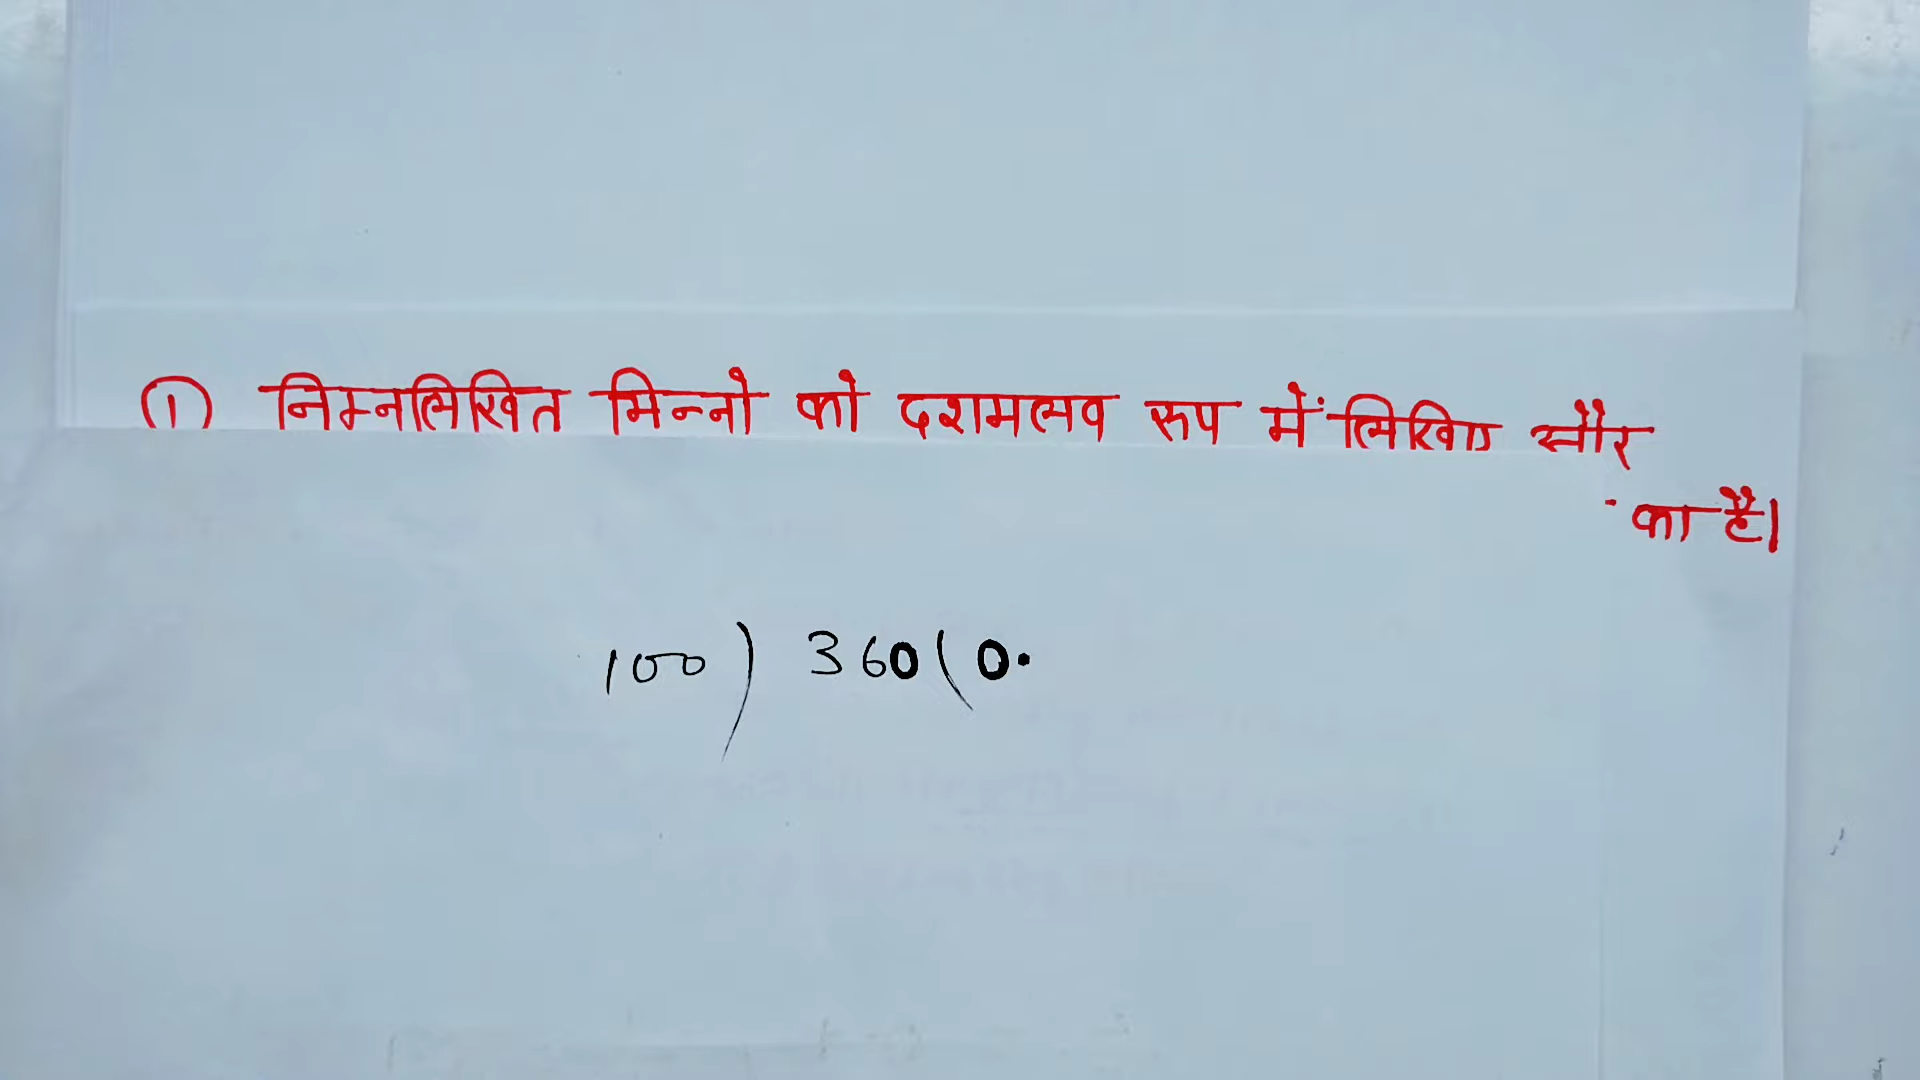 ① निम्नलिखित भिन्नो को दशमलव रूप में लिखिए और
का है।
100) 360(0.